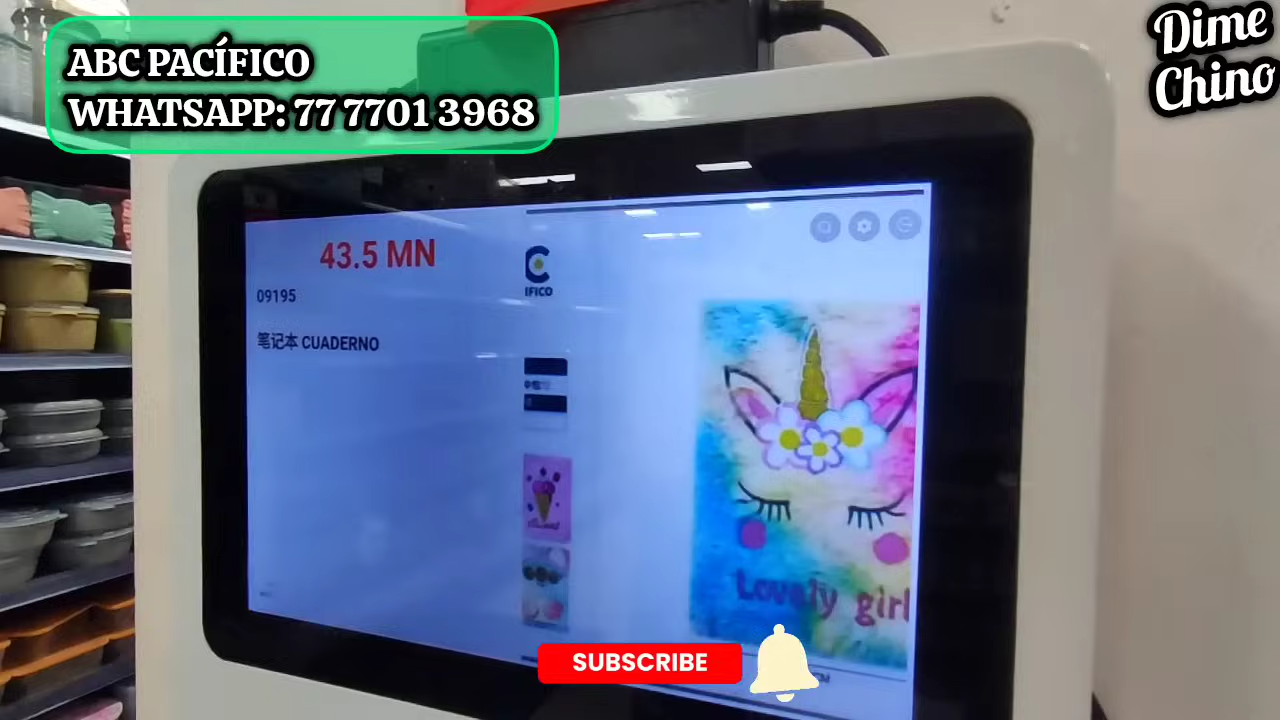 ABC PACÍFICO
WHATSAPP: 77 7701 3968
Dime
Chino
43.5 MN
09195
笔记本 CUADERNO
IFICO
Lovely girl
SUBSCRIBE